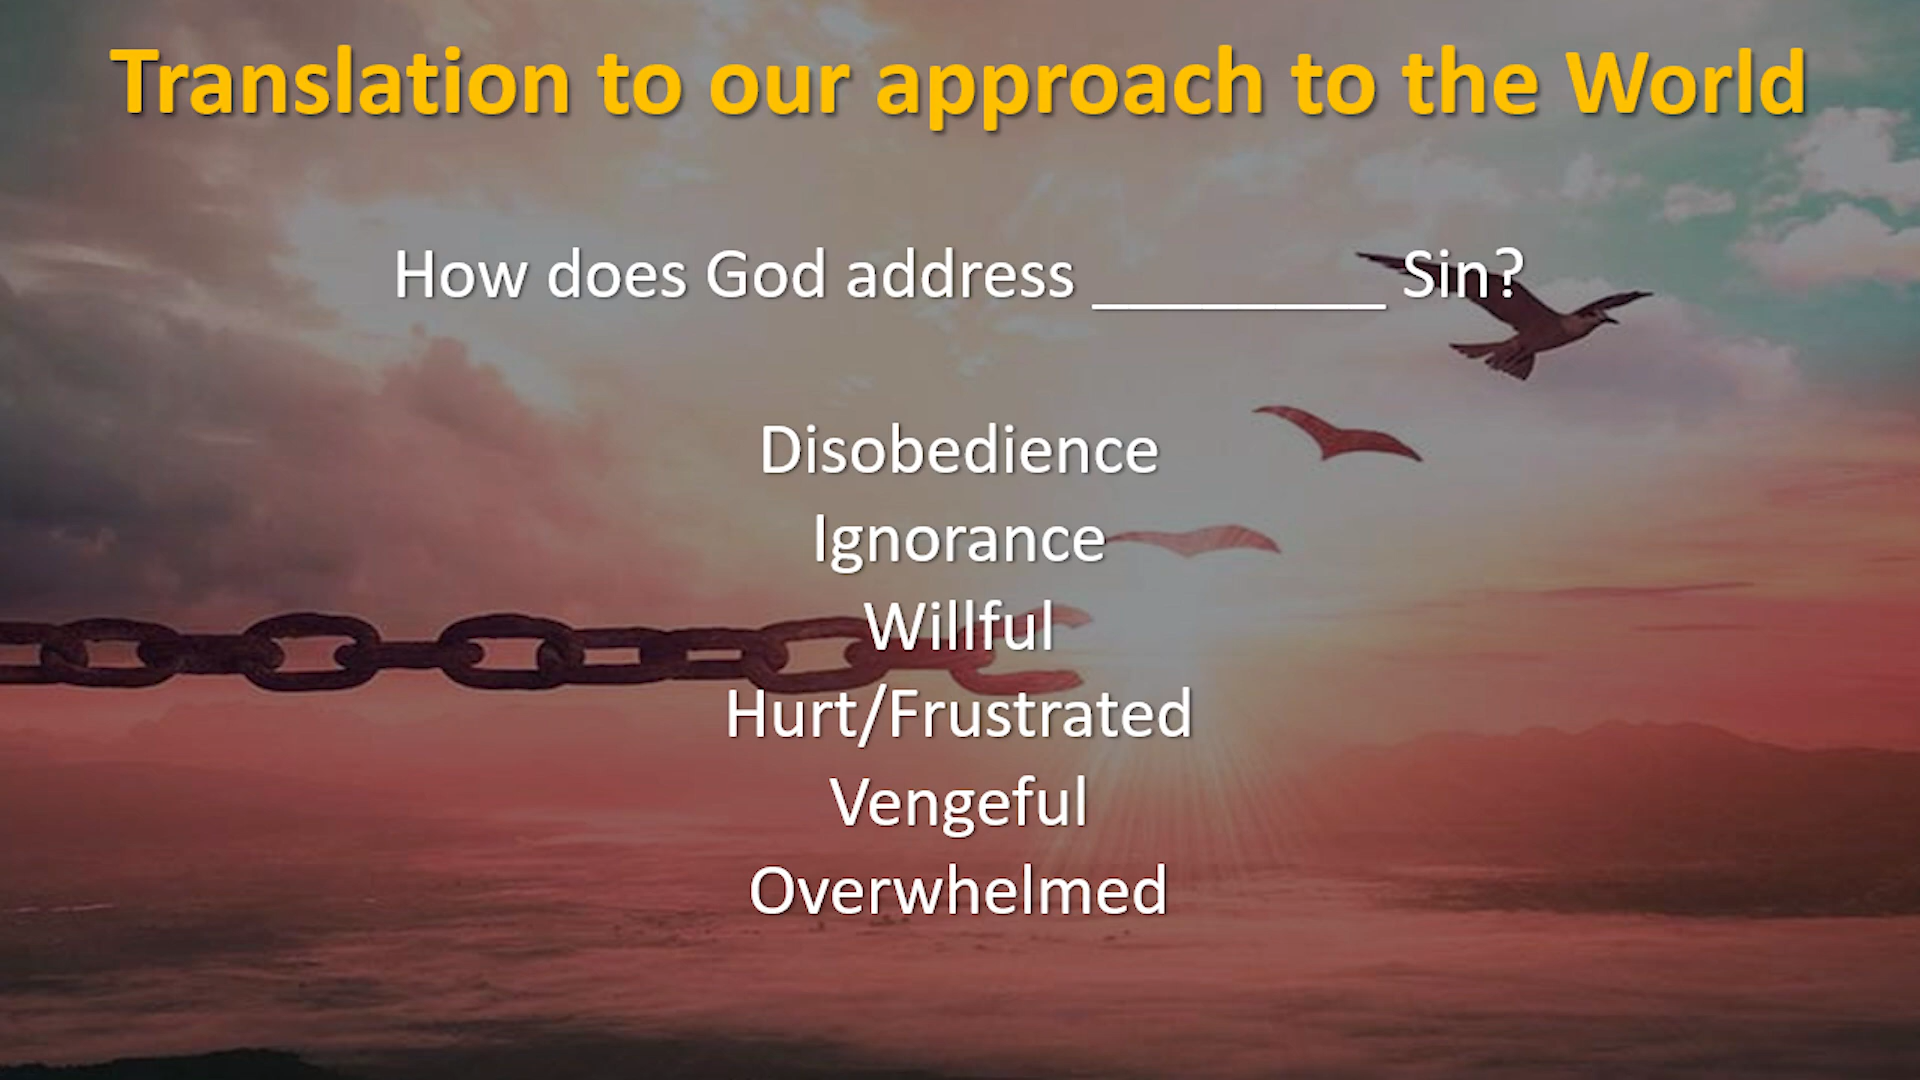 Translation to our approach to the World
How does God address ________ Sin?
Disobedience
Ignorance
Willful
Hurt/Frustrated
Vengeful
Overwhelmed